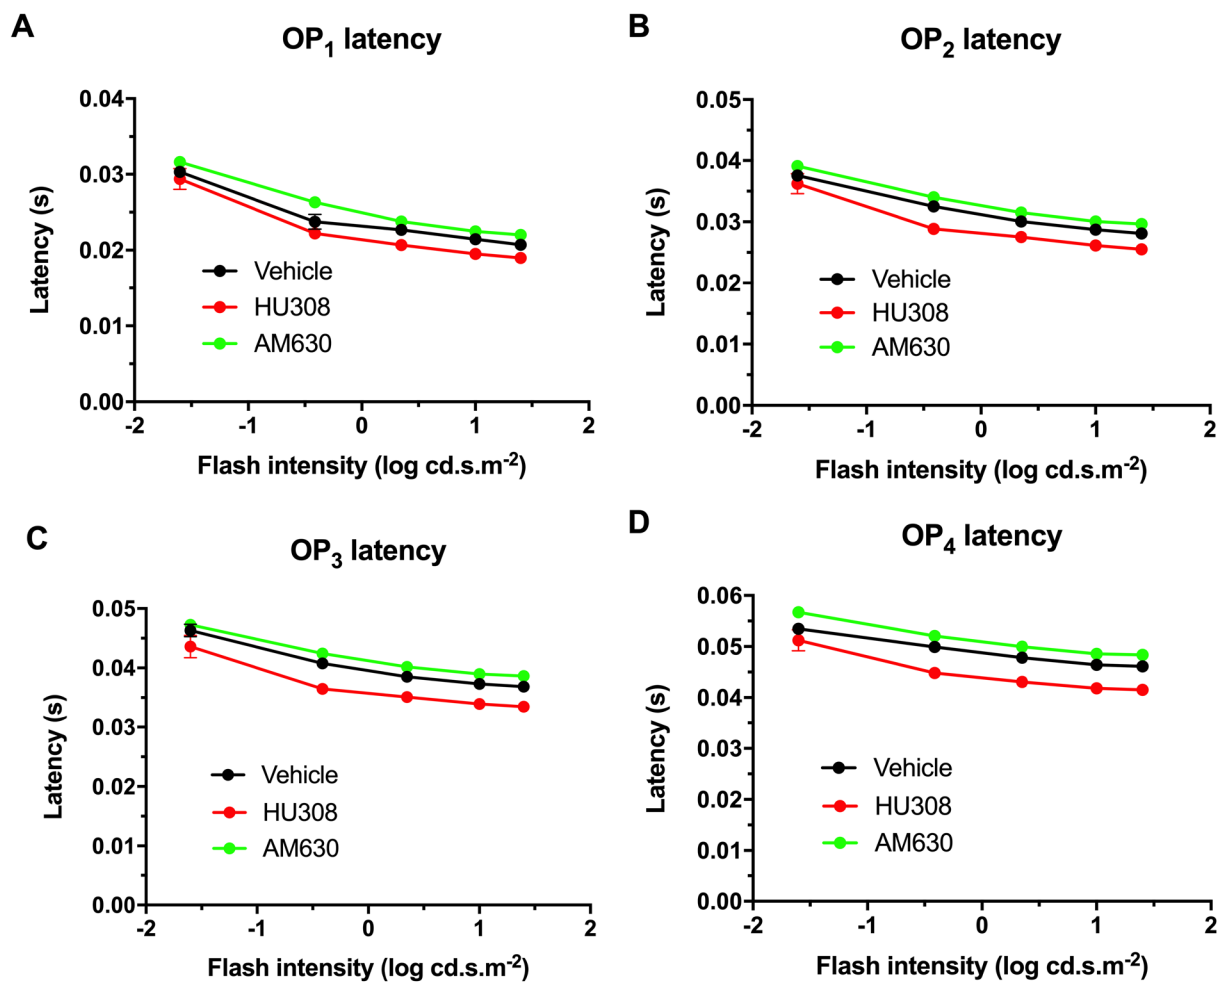 A
OP₁ latency
0.04
0.03
0.02
0.01
0.00
Latency (s)
Vehicle
HU308
AM630
-2 -1 0 1 2
Flash intensity (log cd.s.m⁻²)
B
OP₂ latency
0.05
0.04
0.03
0.02
0.01
0.00
Latency (s)
Vehicle
HU308
AM630
-2 -1 0 1 2
Flash intensity (log cd.s.m⁻²)
C
OP₃ latency
0.05
0.04
0.03
0.02
0.01
0.00
Latency (s)
Vehicle
HU308
AM630
-2 -1 0 1 2
Flash intensity (log cd.s.m⁻²)
D
OP₄ latency
0.06
0.05
0.04
0.03
0.02
0.01
0.00
Latency (s)
Vehicle
HU308
AM630
-2 -1 0 1 2
Flash intensity (log cd.s.m⁻²)